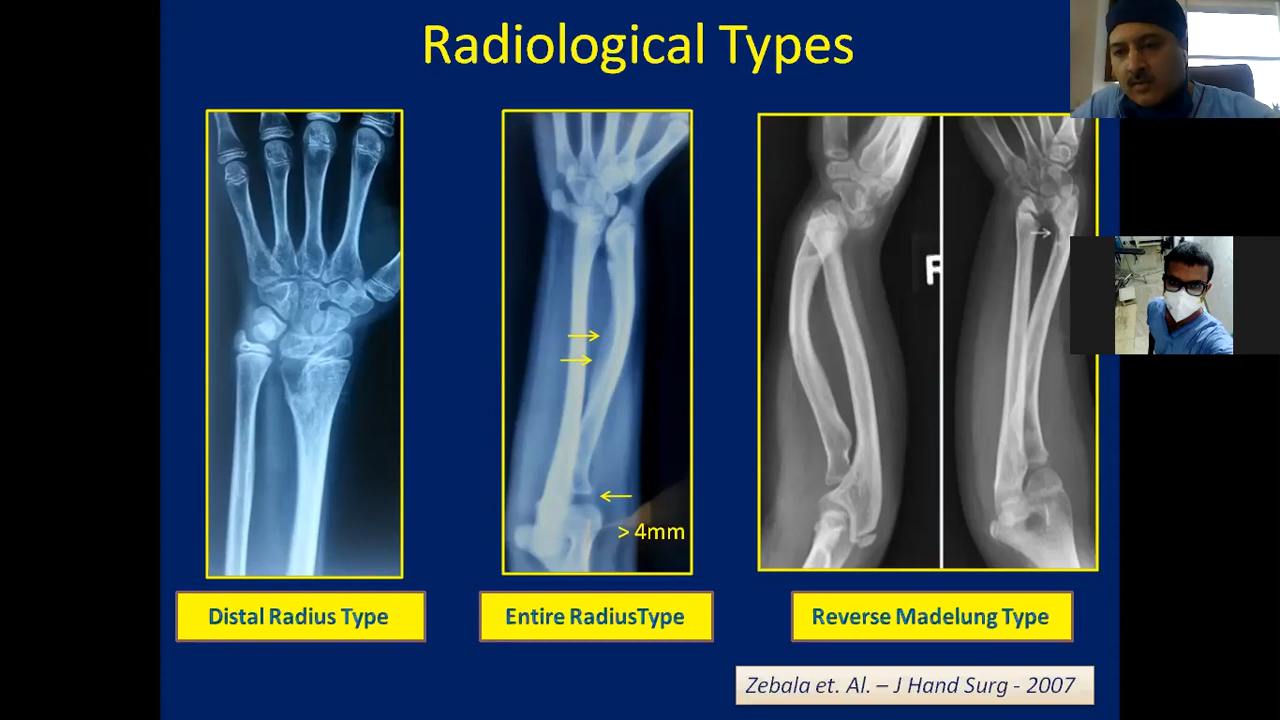 Radiological Types
> 4mm
R
Distal Radius Type
Entire RadiusType
Reverse Madelung Type
Zebala et. Al. – J Hand Surg - 2007